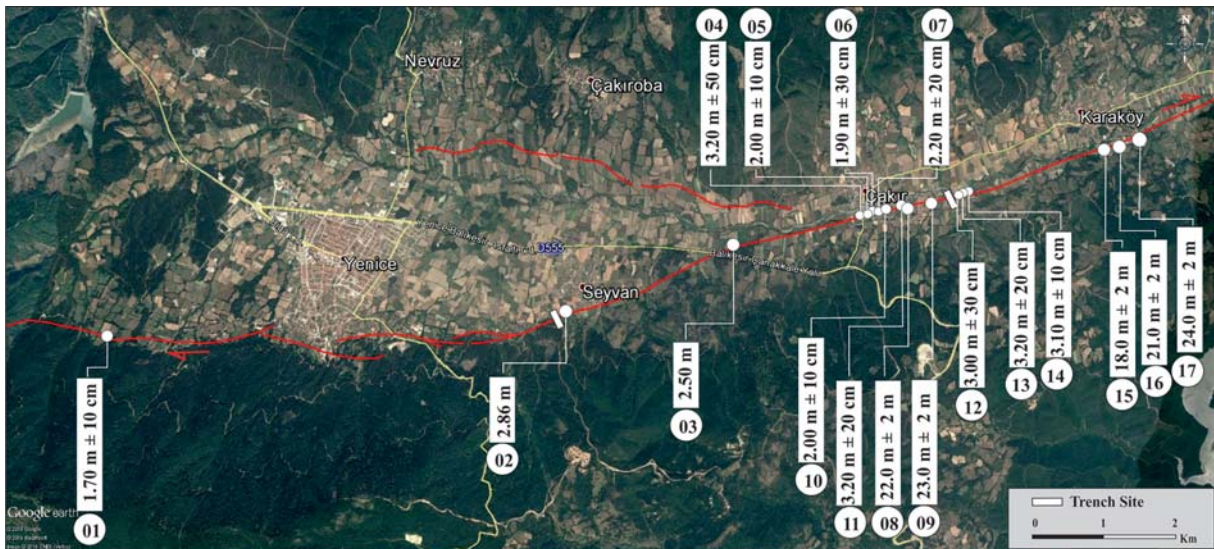 04
05
06
07
N
3.20 m ± 50 cm
2.00 m ± 10 cm
1.90 m ± 30 cm
2.20 m ± 20 cm
Nevruz
Çakıroba
Karaköy
Çakır
Yenice
D555
Seyvan
1.70 m ± 10 cm
2.86 m
2.50 m
2.00 m ± 10 cm
3.20 m ± 20 cm
22.0 m ± 2 m
23.0 m ± 2 m
3.00 m ± 30 cm
3.20 m ± 20 cm
3.10 m ± 10 cm
18.0 m ± 2 m
21.0 m ± 2 m
24.0 m ± 2 m
01
02
03
10
11
08
09
12
13
14
15
16
17
Google earth
Trench Site
0 1 2
Km